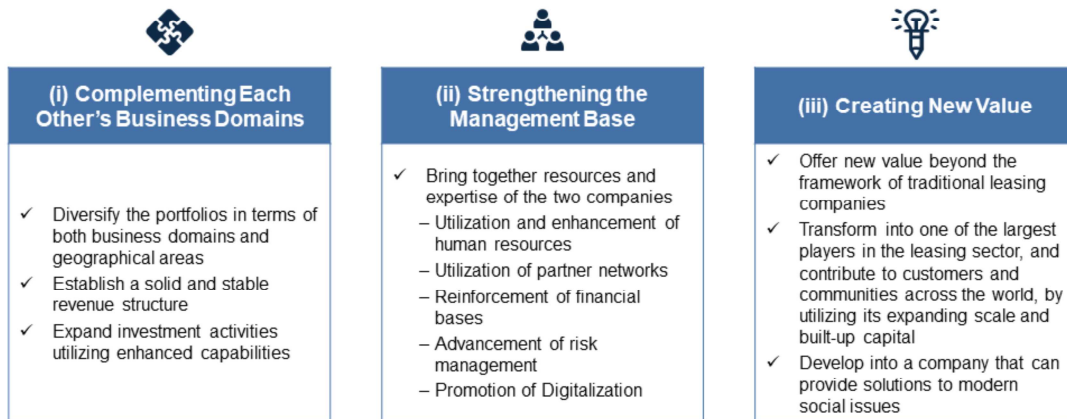 (i) Complementing Each
Other's Business Domains
✓ Diversify the portfolios in terms of
both business domains and
geographical areas
✓ Establish a solid and stable
revenue structure
✓ Expand investment activities
utilizing enhanced capabilities
(ii) Strengthening the
Management Base
✓ Bring together resources and
expertise of the two companies
– Utilization and enhancement of
human resources
– Utilization of partner networks
– Reinforcement of financial
bases
– Advancement of risk
management
– Promotion of Digitalization
(iii) Creating New Value
✓ Offer new value beyond the
framework of traditional leasing
companies
✓ Transform into one of the largest
players in the leasing sector, and
contribute to customers and
communities across the world, by
utilizing its expanding scale and
built-up capital
✓ Develop into a company that can
provide solutions to modern
social issues